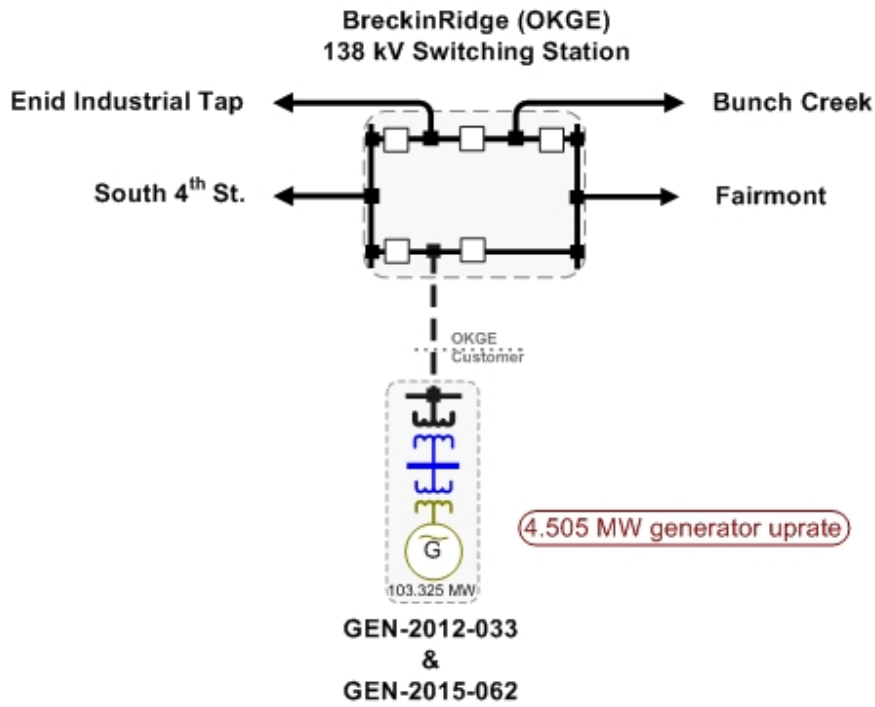 BreckinRidge (OKGE)
138 kV Switching Station
Enid Industrial Tap
Bunch Creek
South 4th St.
Fairmont
OKGE
Customer
G
4.505 MW generator uprate
103.325 MW
GEN-2012-033
&
GEN-2015-062